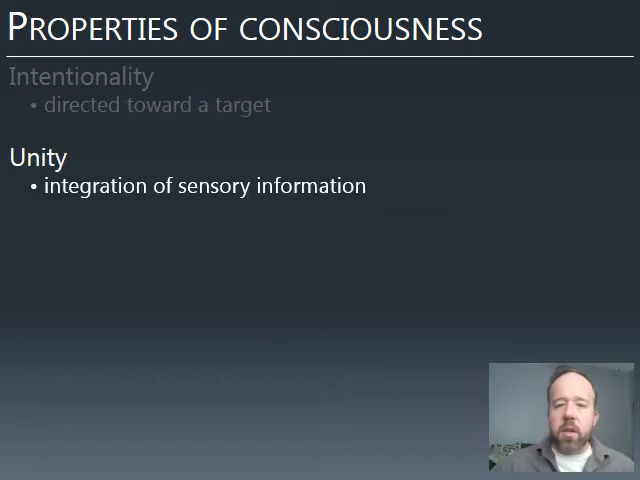 PROPERTIES OF CONSCIOUSNESS
Intentionality
• directed toward a target
Unity
• integration of sensory information